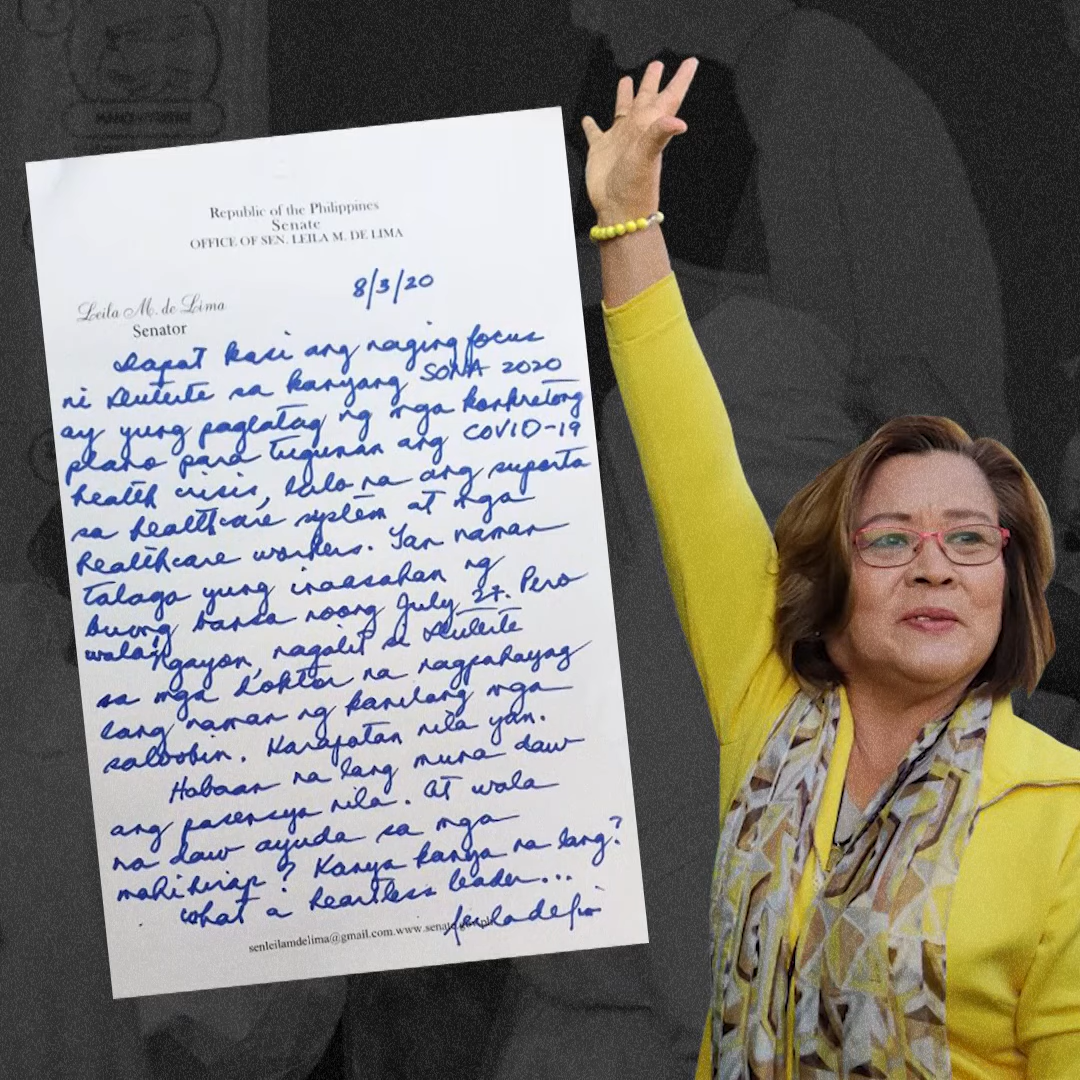 Republic of the Philippines
Senate
OFFICE OF SEN. LEILA M. DE LIMA
8/3/20
Leila M. de Lima
Senator
Dapat kasi ang naging focus
ni Duterte sa kanyang SONA 2020
ay yung paglatag ng mga konkretong
plano para tugunan ang COVID-19
health crisis, lalo na ang suporta
sa healthcare system at mga
healthcare workers. Yan naman
talaga yung inaasahan ng
buong bansa noong July 27. Pero
wala.
Ngayon, nagalit si Duterte
sa mga doktor na nagpahayag
lang naman ng kanilang mga
saloobin. Karapatan nila yan.
Habaan na lang muna daw
ang pasensya nila. At wala
na daw ayuda sa mga
mahihirap? Kanya kanya na lang?
What a heartless leader...
senleilamdelima@gmail.com.www.senate.